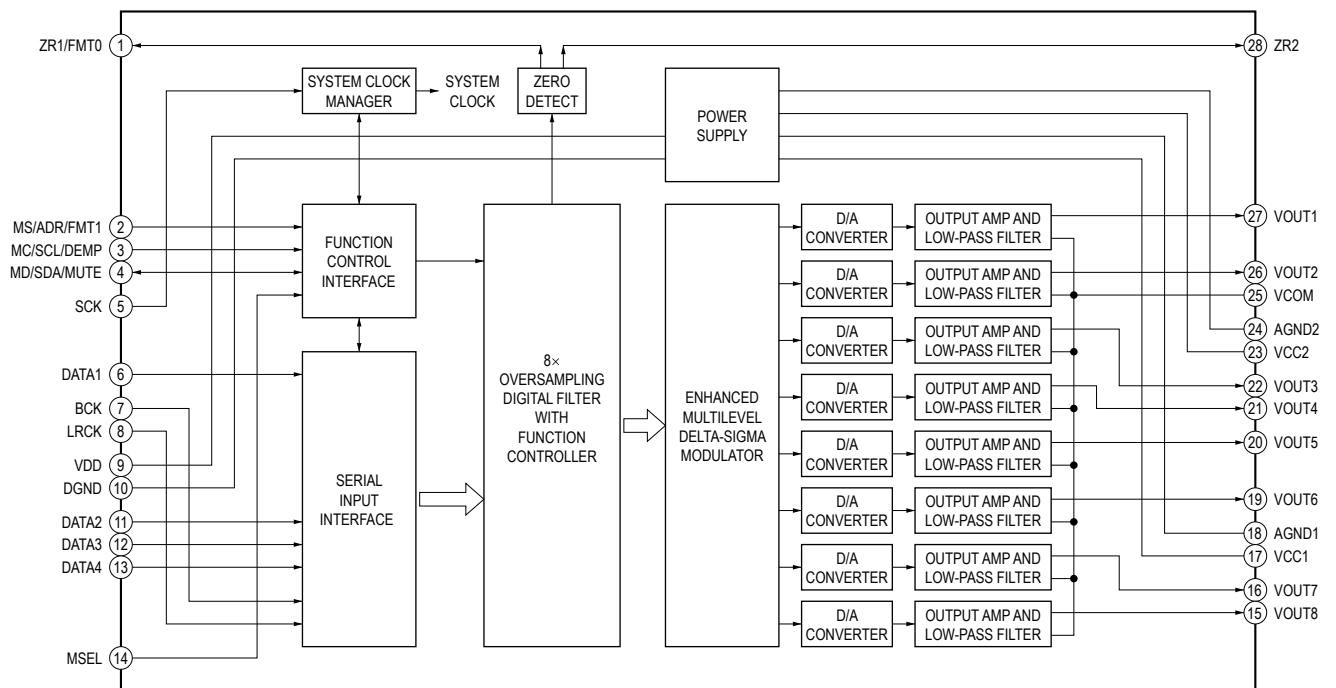 ZR1/FMT0
1
28
ZR2
SYSTEM CLOCK
MANAGER
SYSTEM
CLOCK
ZERO
DETECT
POWER
SUPPLY
MS/ADR/FMT1
2
MC/SCL/DEMP
3
MD/SDA/MUTE
4
SCK
5
FUNCTION
CONTROL
INTERFACE
DATA1
6
BCK
7
LRCK
8
VDD
9
DGND
10
DATA2
11
DATA3
12
DATA4
13
MSEL
14
SERIAL
INPUT
INTERFACE
8×
OVERSAMPLING
DIGITAL FILTER
WITH
FUNCTION
CONTROLLER
ENHANCED
MULTILEVEL
DELTA-SIGMA
MODULATOR
D/A
CONVERTER
OUTPUT AMP AND
LOW-PASS FILTER
D/A
CONVERTER
OUTPUT AMP AND
LOW-PASS FILTER
D/A
CONVERTER
OUTPUT AMP AND
LOW-PASS FILTER
D/A
CONVERTER
OUTPUT AMP AND
LOW-PASS FILTER
D/A
CONVERTER
OUTPUT AMP AND
LOW-PASS FILTER
D/A
CONVERTER
OUTPUT AMP AND
LOW-PASS FILTER
D/A
CONVERTER
OUTPUT AMP AND
LOW-PASS FILTER
D/A
CONVERTER
OUTPUT AMP AND
LOW-PASS FILTER
27
VOUT1
26
VOUT2
25
VCOM
24
AGND2
23
VCC2
22
VOUT3
21
VOUT4
20
VOUT5
19
VOUT6
18
AGND1
17
VCC1
16
VOUT7
15
VOUT8